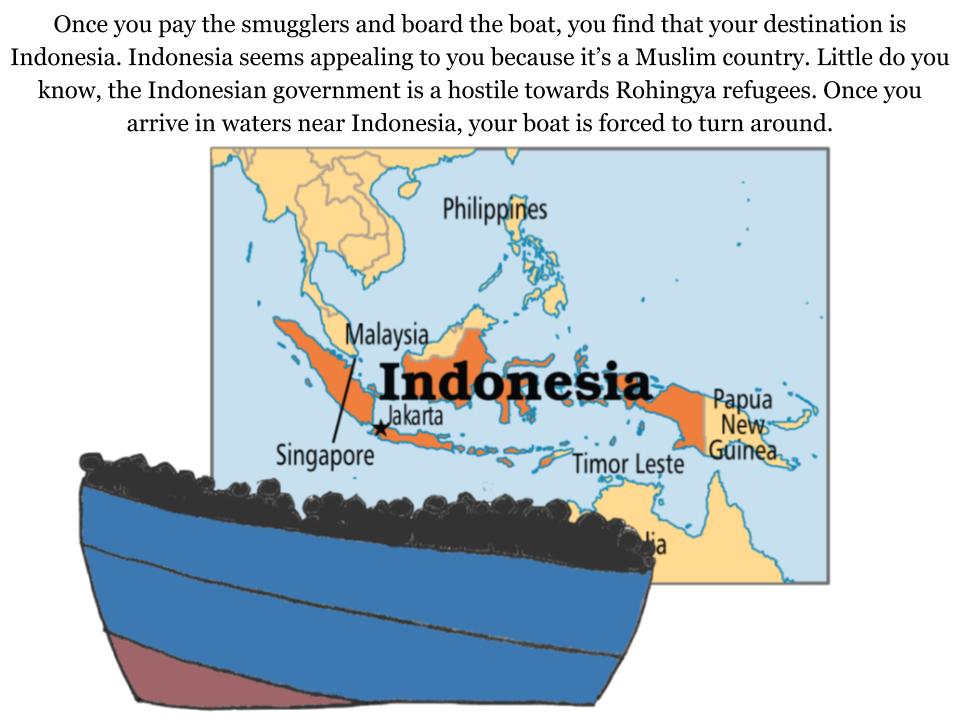 Once you pay the smugglers and board the boat, you find that your destination is
Indonesia. Indonesia seems appealing to you because it’s a Muslim country. Little do you
know, the Indonesian government is a hostile towards Rohingya refugees. Once you
arrive in waters near Indonesia, your boat is forced to turn around.
Philippines
Malaysia
Indonesia
Jakarta
Papua
New
Guinea
Singapore
Timor Leste